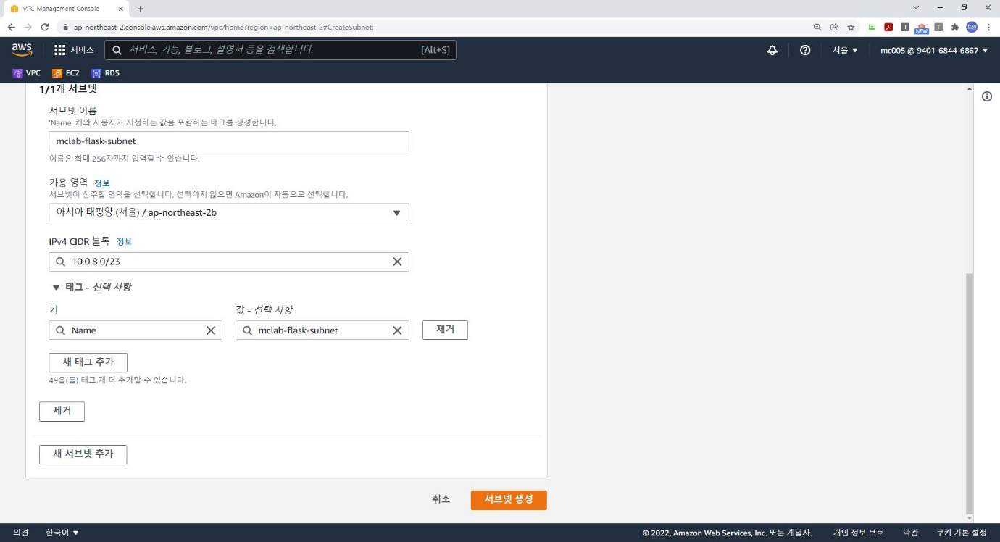 VPC Management Console
ap-northeast-2.console.aws.amazon.com/vpc/home?region=ap-northeast-2#CreateSubnet:
NEW
I
T
도원
aws
서비스
서비스, 기능, 블로그, 설명서 등을 검색합니다.
[Alt+S]
서울
mc005 @ 9401-6844-6867
VPC
EC2
RDS
1/1개 서브넷
서브넷 이름
'Name' 키와 사용자가 지정하는 값을 포함하는 태그를 생성합니다.
mclab-flask-subnet
이름은 최대 256자까지 입력할 수 있습니다.
가용 영역 정보
서브넷이 상주할 영역을 선택합니다. 선택하지 않으면 Amazon이 자동으로 선택합니다.
아시아 태평양 (서울) / ap-northeast-2b
IPv4 CIDR 블록 정보
10.0.8.0/23
태그 - 선택 사항
키
값 - 선택 사항
Name
mclab-flask-subnet
제거
새 태그 추가
49을(를) 태그.개 더 추가할 수 있습니다.
제거
새 서브넷 추가
취소
서브넷 생성
의견
한국어
© 2022, Amazon Web Services, Inc. 또는 계열사.
개인 정보 보호
약관
쿠키 기본 설정